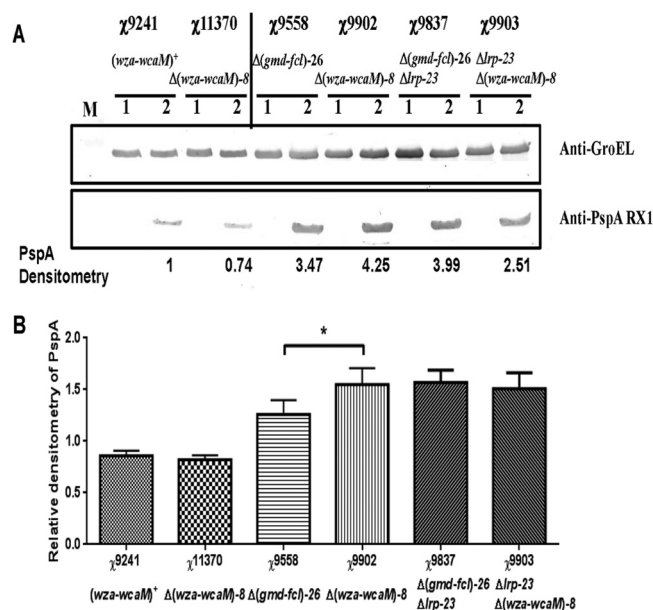 A
χ9241 χ11370 χ9558 χ9902 χ9837 χ9903
(wza-wcaM)+ Δ(wza-wcaM)-8 Δ(gmd-fcl)-26 Δ(wza-wcaM)-8 Δ(gmd-fcl)-26 Δlrp-23 Δlrp-23 Δ(wza-wcaM)-8
M 1 2 1 2 1 2 1 2 1 2 1 2
Anti-GroEL
Anti-PspA RX1
PspA
Densitometry 1 0.74 3.47 4.25 3.99 2.51
B
Relative densitometry of PspA
2.0
*
1.5
1.0
0.5
0.0
χ9241 χ11370 χ9558 χ9902 χ9837 χ9903
(wza-wcaM)+ Δ(wza-wcaM)-8 Δ(gmd-fcl)-26 Δ(wza-wcaM)-8 Δ(gmd-fcl)-26 Δlrp-23
Δlrp-23 Δ(wza-wcaM)-8